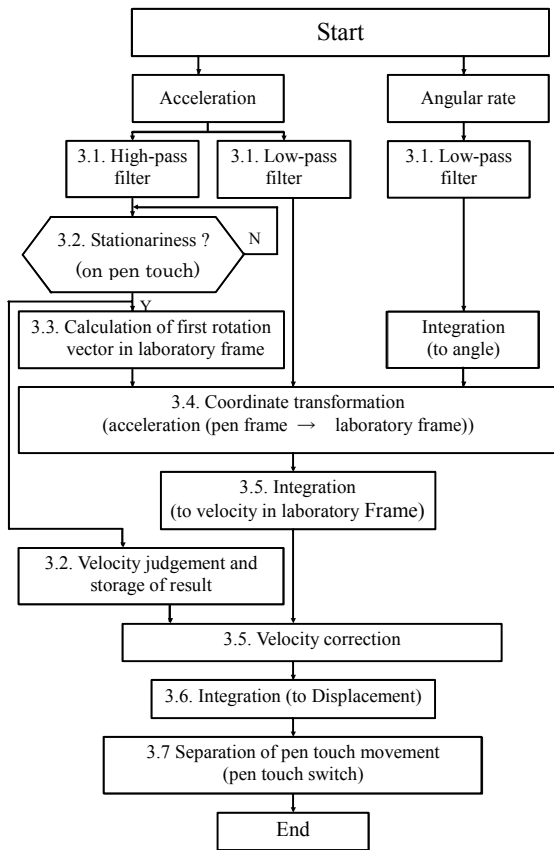 Start
Acceleration
Angular rate
3.1. High-pass
filter
3.1. Low-pass
filter
3.1. Low-pass
filter
3.2. Stationariness ?
(on pen touch)
N
Y
3.3. Calculation of first rotation
vector in laboratory frame
Integration
(to angle)
3.4. Coordinate transformation
(acceleration (pen frame → laboratory frame))
3.5. Integration
(to velocity in laboratory Frame)
3.2. Velocity judgement and
storage of result
3.5. Velocity correction
3.6. Integration (to Displacement)
3.7 Separation of pen touch movement
(pen touch switch)
End